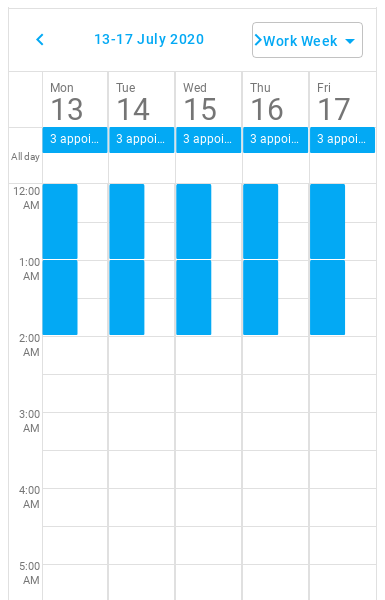 13-17 July 2020
Work Week
Mon Tue Wed Thu Fri
13 14 15 16 17
All day
3 appoi... 3 appoi... 3 appoi... 3 appoi... 3 appoi...
12:00 AM
1:00 AM
2:00 AM
3:00 AM
4:00 AM
5:00 AM